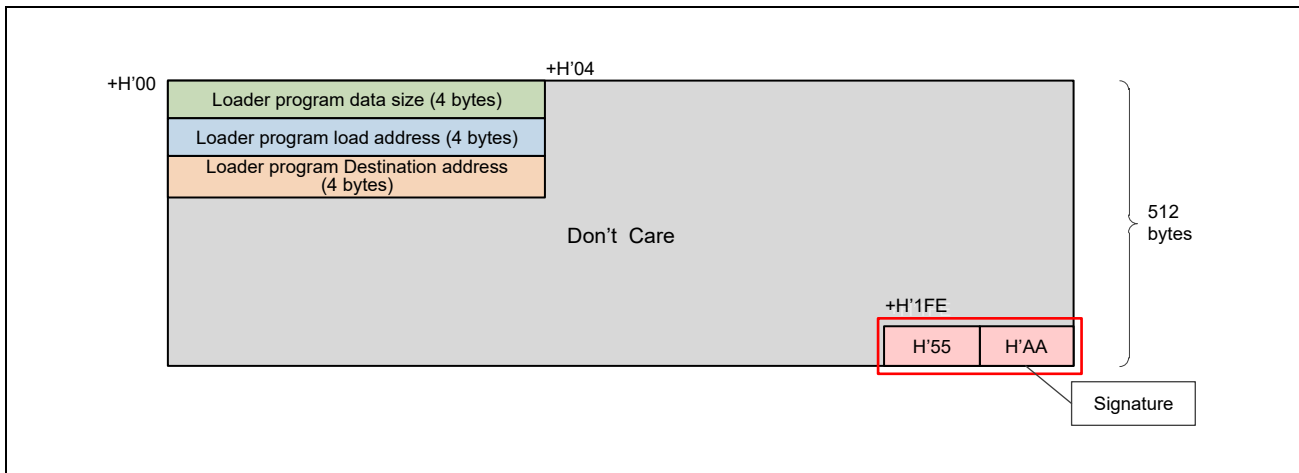 +H’00
+H’04
Loader program data size (4 bytes)
Loader program load address (4 bytes)
Loader program Destination address
(4 bytes)
Don’t Care
512
bytes
+H’1FE
H’55
H’AA
Signature